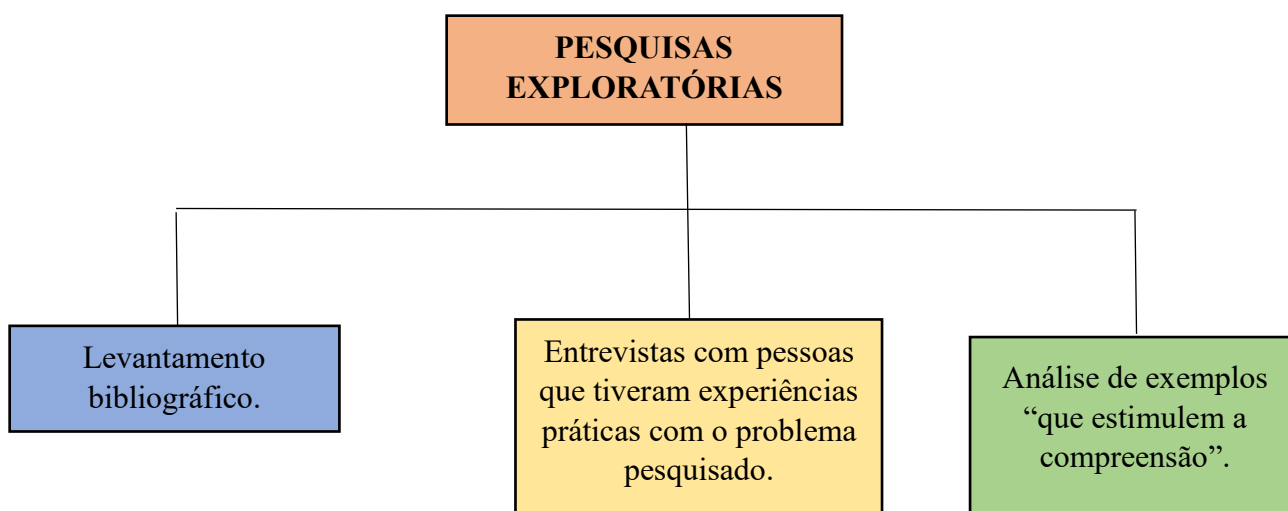 PESQUISAS
EXPLORATÓRIAS
Levantamento
bibliográfico.
Entrevistas com pessoas
que tiveram experiências
práticas com o problema
pesquisado.
Análise de exemplos
“que estimulem a
compreensão”.